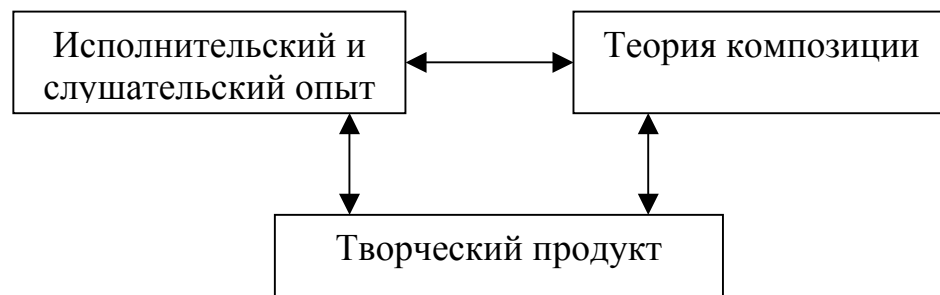 Исполнительский и
слушательский опыт
Теория композиции
Творческий продукт